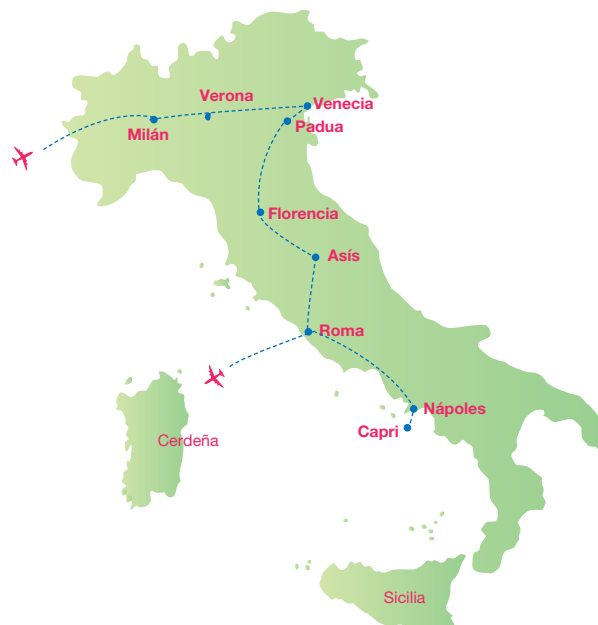 Verona
Venecia
Milán
Padua
Florencia
Asís
Roma
Nápoles
Capri
Cerdeña
Sicilia